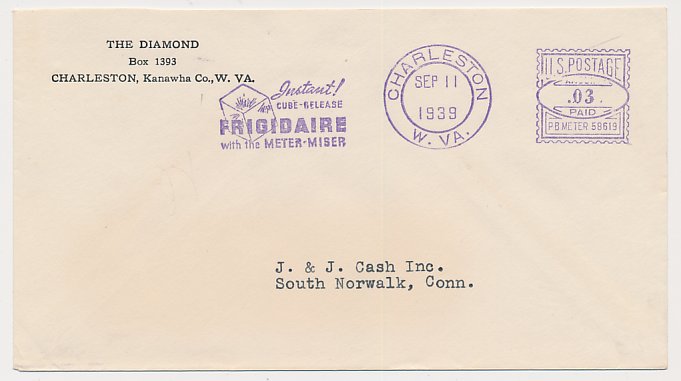 THE DIAMOND
Box 1393
CHARLESTON, Kanawha Co., W. VA.
Instant!
CUBE-RELEASE
FRIGIDAIRE
with the METER-MISER
CHARLESTON
SEP 11
1939
W. VA.
U.S. POSTAGE
.03.
PAID
P.B. METER 58619
J. & J. Cash Inc.
South Norwalk, Conn.